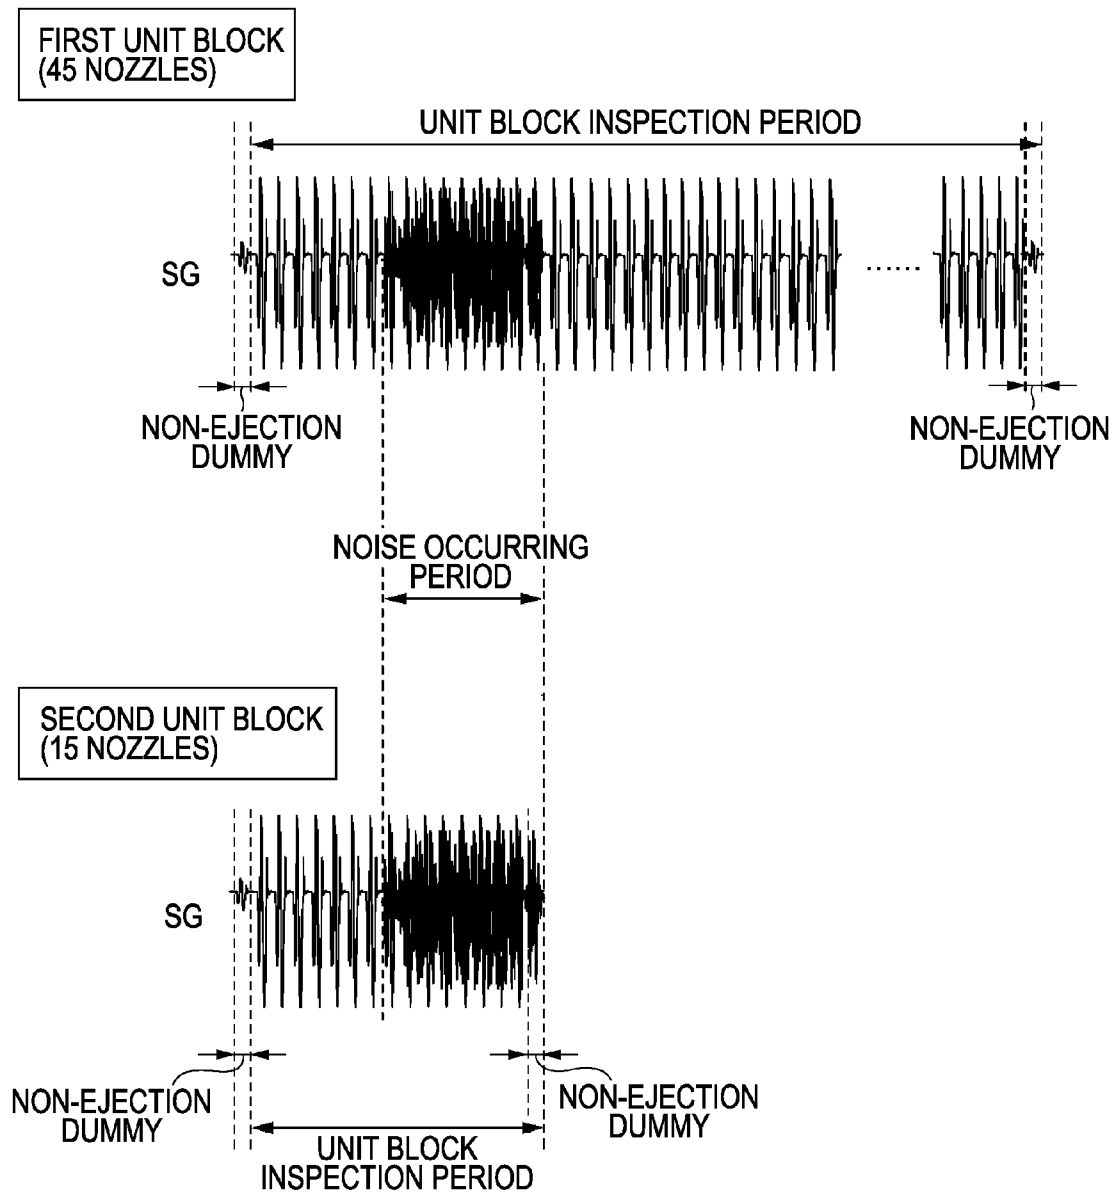 FIRST UNIT BLOCK
(45 NOZZLES)
UNIT BLOCK INSPECTION PERIOD
SG
......
NON-EJECTION
DUMMY
NON-EJECTION
DUMMY
NOISE OCCURRING
PERIOD
SECOND UNIT BLOCK
(15 NOZZLES)
SG
NON-EJECTION
DUMMY
NON-EJECTION
DUMMY
UNIT BLOCK
INSPECTION PERIOD